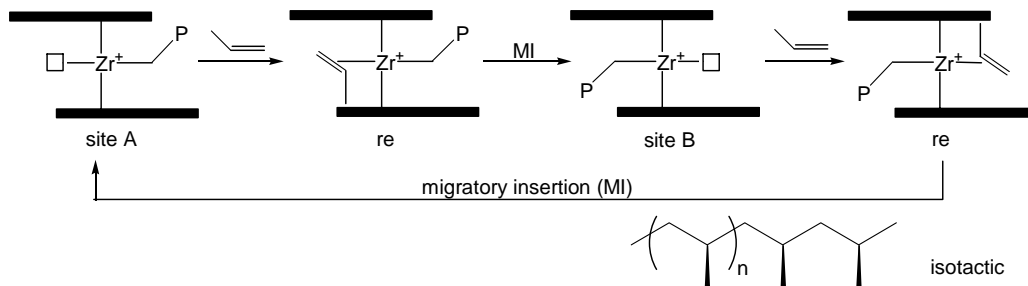 P
Zr+
P
Zr+
MI
P
Zr+
P
Zr+
site A
re
site B
re
migratory insertion (MI)
n
isotactic